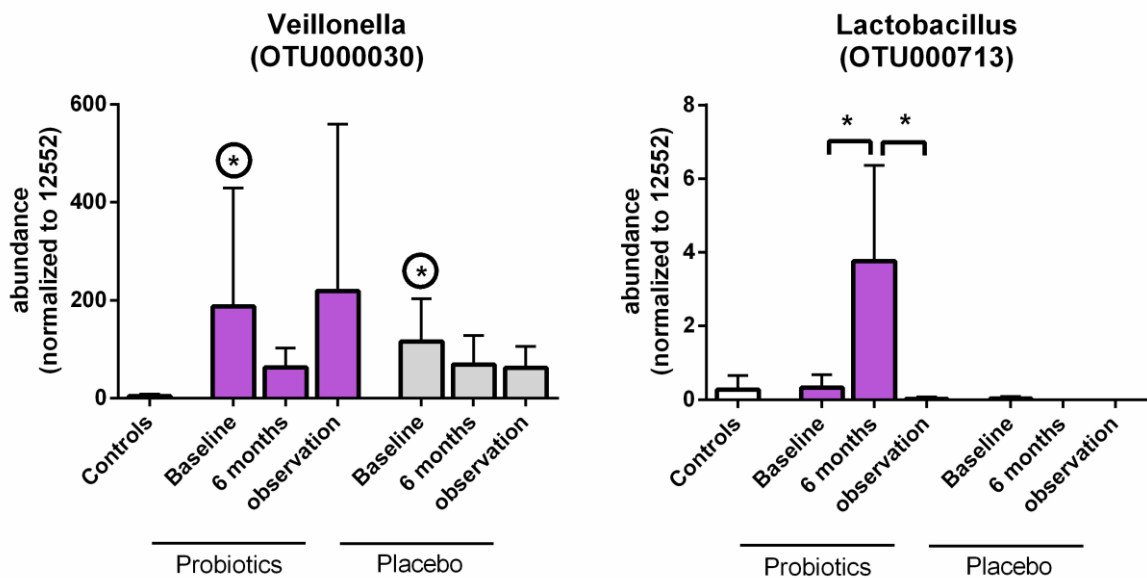 Veillonella
(OTU000030)
abundance
(normalized to 12552)
600
400
200
0
*
*
Controls
Baseline
6 months
observation
Baseline
6 months
observation
Probiotics
Placebo
Lactobacillus
(OTU000713)
abundance
(normalized to 12552)
8
6
4
2
0
*
*
Controls
Baseline
6 months
observation
Baseline
6 months
observation
Probiotics
Placebo